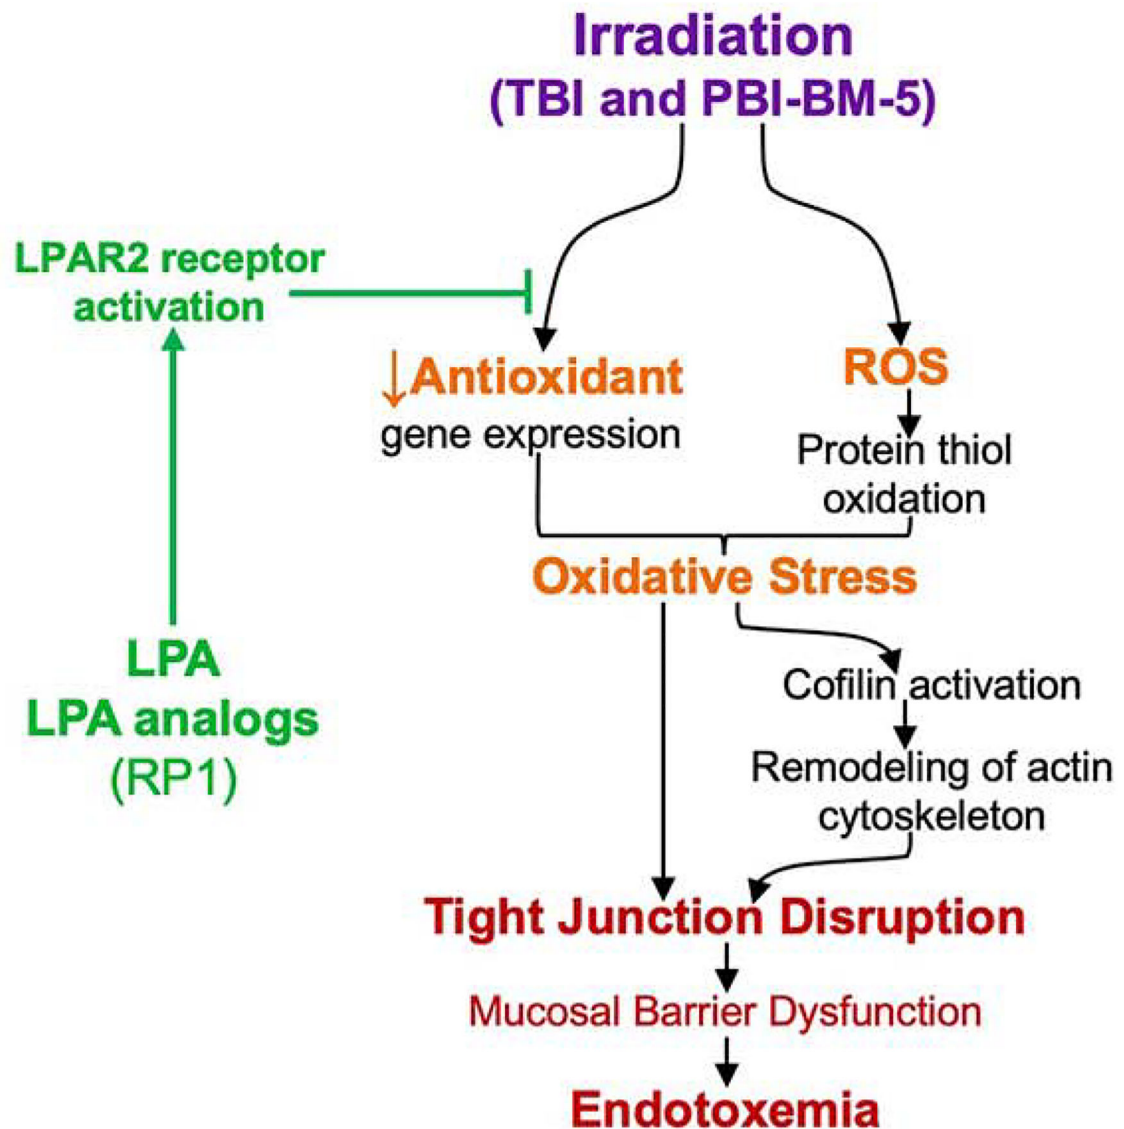 Irradiation
(TBI and PBI-BM-5)
LPAR2 receptor
activation
↓Antioxidant
gene expression
ROS
Protein thiol
oxidation
Oxidative Stress
LPA
LPA analogs
(RP1)
Cofilin activation
Remodeling of actin
cytoskeleton
Tight Junction Disruption
Mucosal Barrier Dysfunction
Endotoxemia